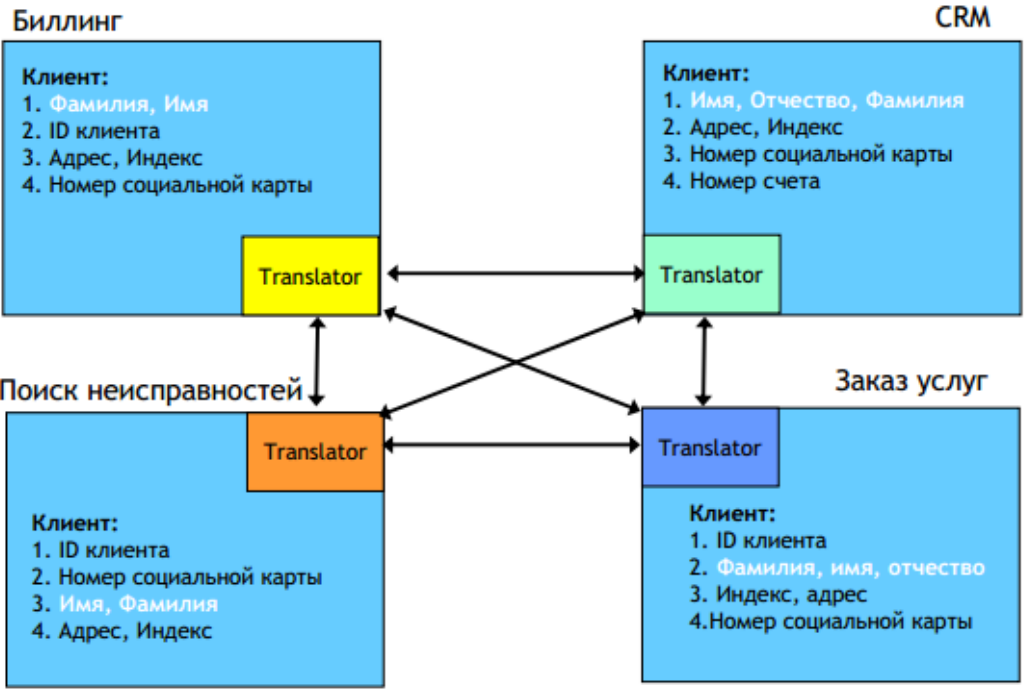 Биллинг
Клиент:
1. Фамилия, Имя
2. ID клиента
3. Адрес, Индекс
4. Номер социальной карты
Translator
CRM
Клиент:
1. Имя, Отчество, Фамилия
2. Адрес, Индекс
3. Номер социальной карты
4. Номер счета
Translator
Поиск неисправностей
Translator
Клиент:
1. ID клиента
2. Номер социальной карты
3. Имя, Фамилия
4. Адрес, Индекс
Заказ услуг
Translator
Клиент:
1. ID клиента
2. Фамилия, имя, отчество
3. Индекс, адрес
4.Номер социальной карты